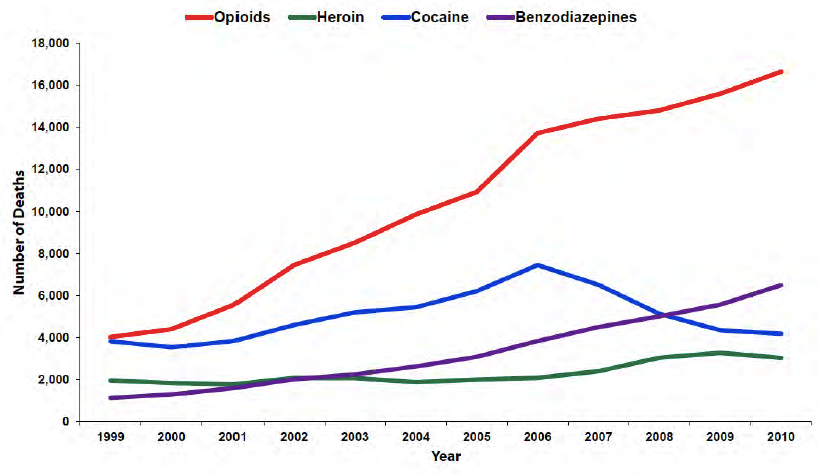 Opioids Heroin Cocaine Benzodiazepines
18,000
16,000
14,000
12,000
10,000
8,000
6,000
4,000
2,000
0
Number of Deaths
1999 2000 2001 2002 2003 2004 2005 2006 2007 2008 2009 2010
Year